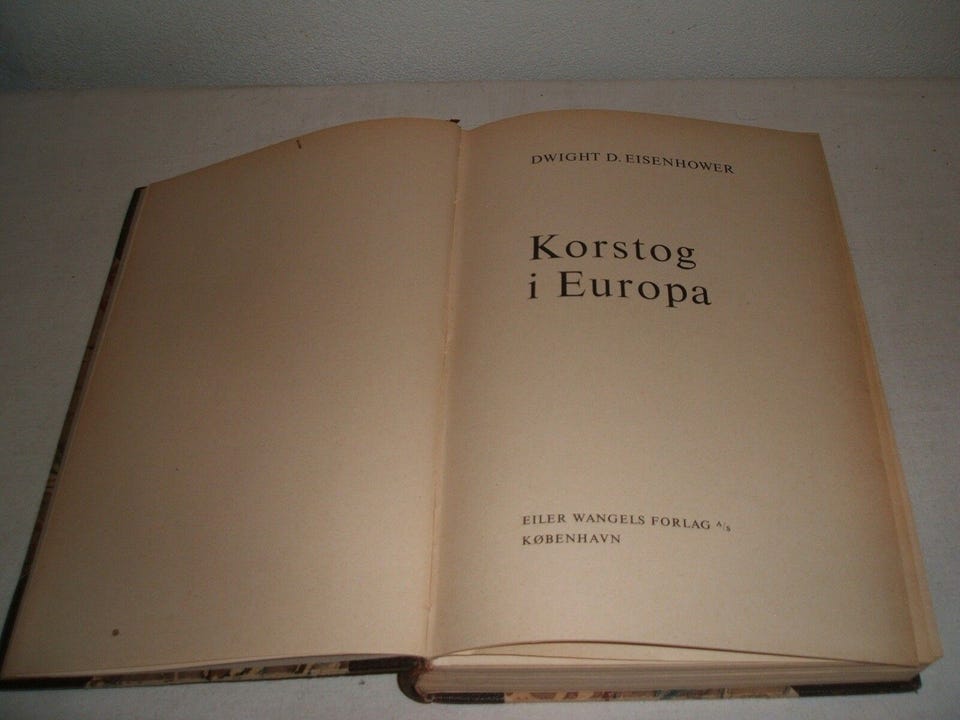 DWIGHT D. EISENHOWER
Korstog
i Europa
EILER WANGELS FORLAG A/S
KØBENHAVN